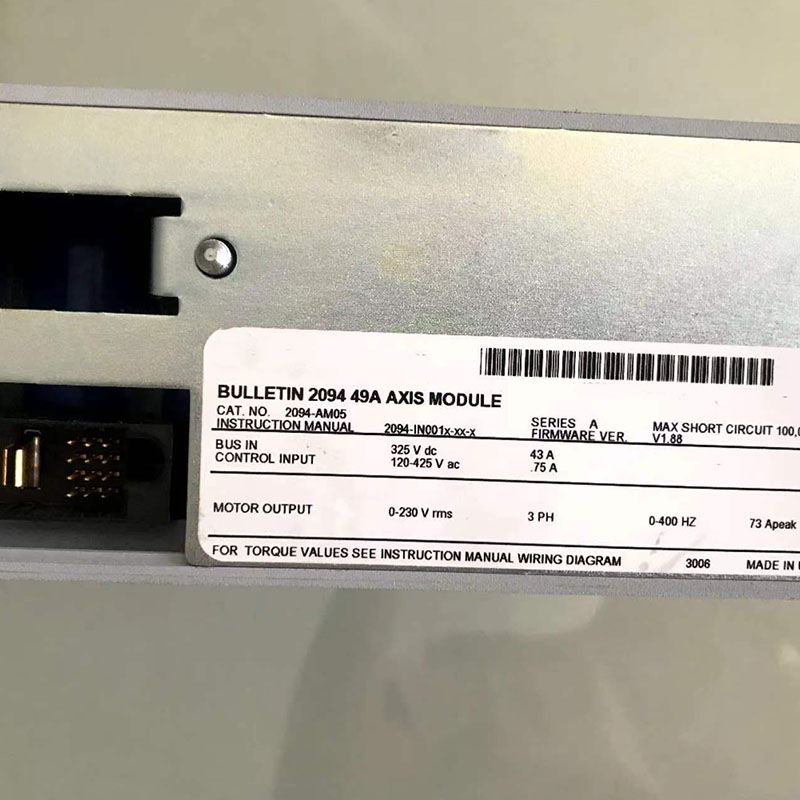 BULLETIN 2094 49A AXIS MODULE
CAT. NO. 2094-AM05 SERIES A MAX SHORT CIRCUIT 100,0
INSTRUCTION MANUAL 2094-IN001x-xx-x FIRMWARE VER. V1.88
BUS IN 325 V dc 43 A
CONTROL INPUT 120-425 V ac .75 A
MOTOR OUTPUT 0-230 V rms 3 PH 0-400 HZ 73 Apeak
FOR TORQUE VALUES SEE INSTRUCTION MANUAL WIRING DIAGRAM 3006 MADE IN